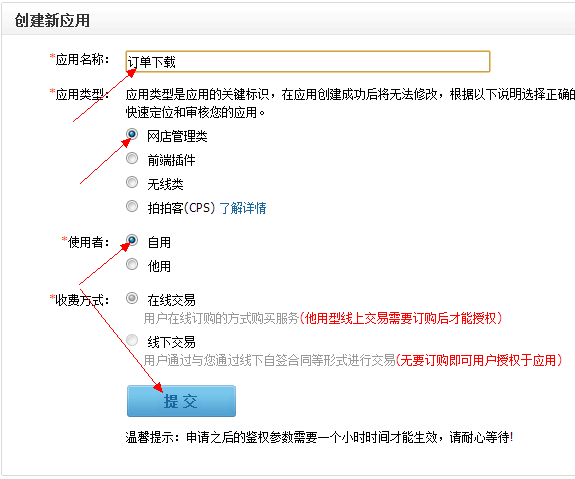 创建新应用
*应用名称： 订单下载
*应用类型： 应用类型是应用的关键标识，在应用创建成功后将无法修改，根据以下说明选择正确的
快速定位和审核您的应用。
网店管理类
前端插件
无线类
拍拍客(CPS) 了解详情
*使用者： 自用
他用
*收费方式： 在线交易
用户在线订购的方式购买服务(他用型线上交易需要订购后才能授权)
线下交易
用户通过与您通过线下自签合同等形式进行交易(无要订购即可用户授权于应用)
提交
温馨提示：申请之后的鉴权参数需要一个小时时间才能生效，请耐心等待!